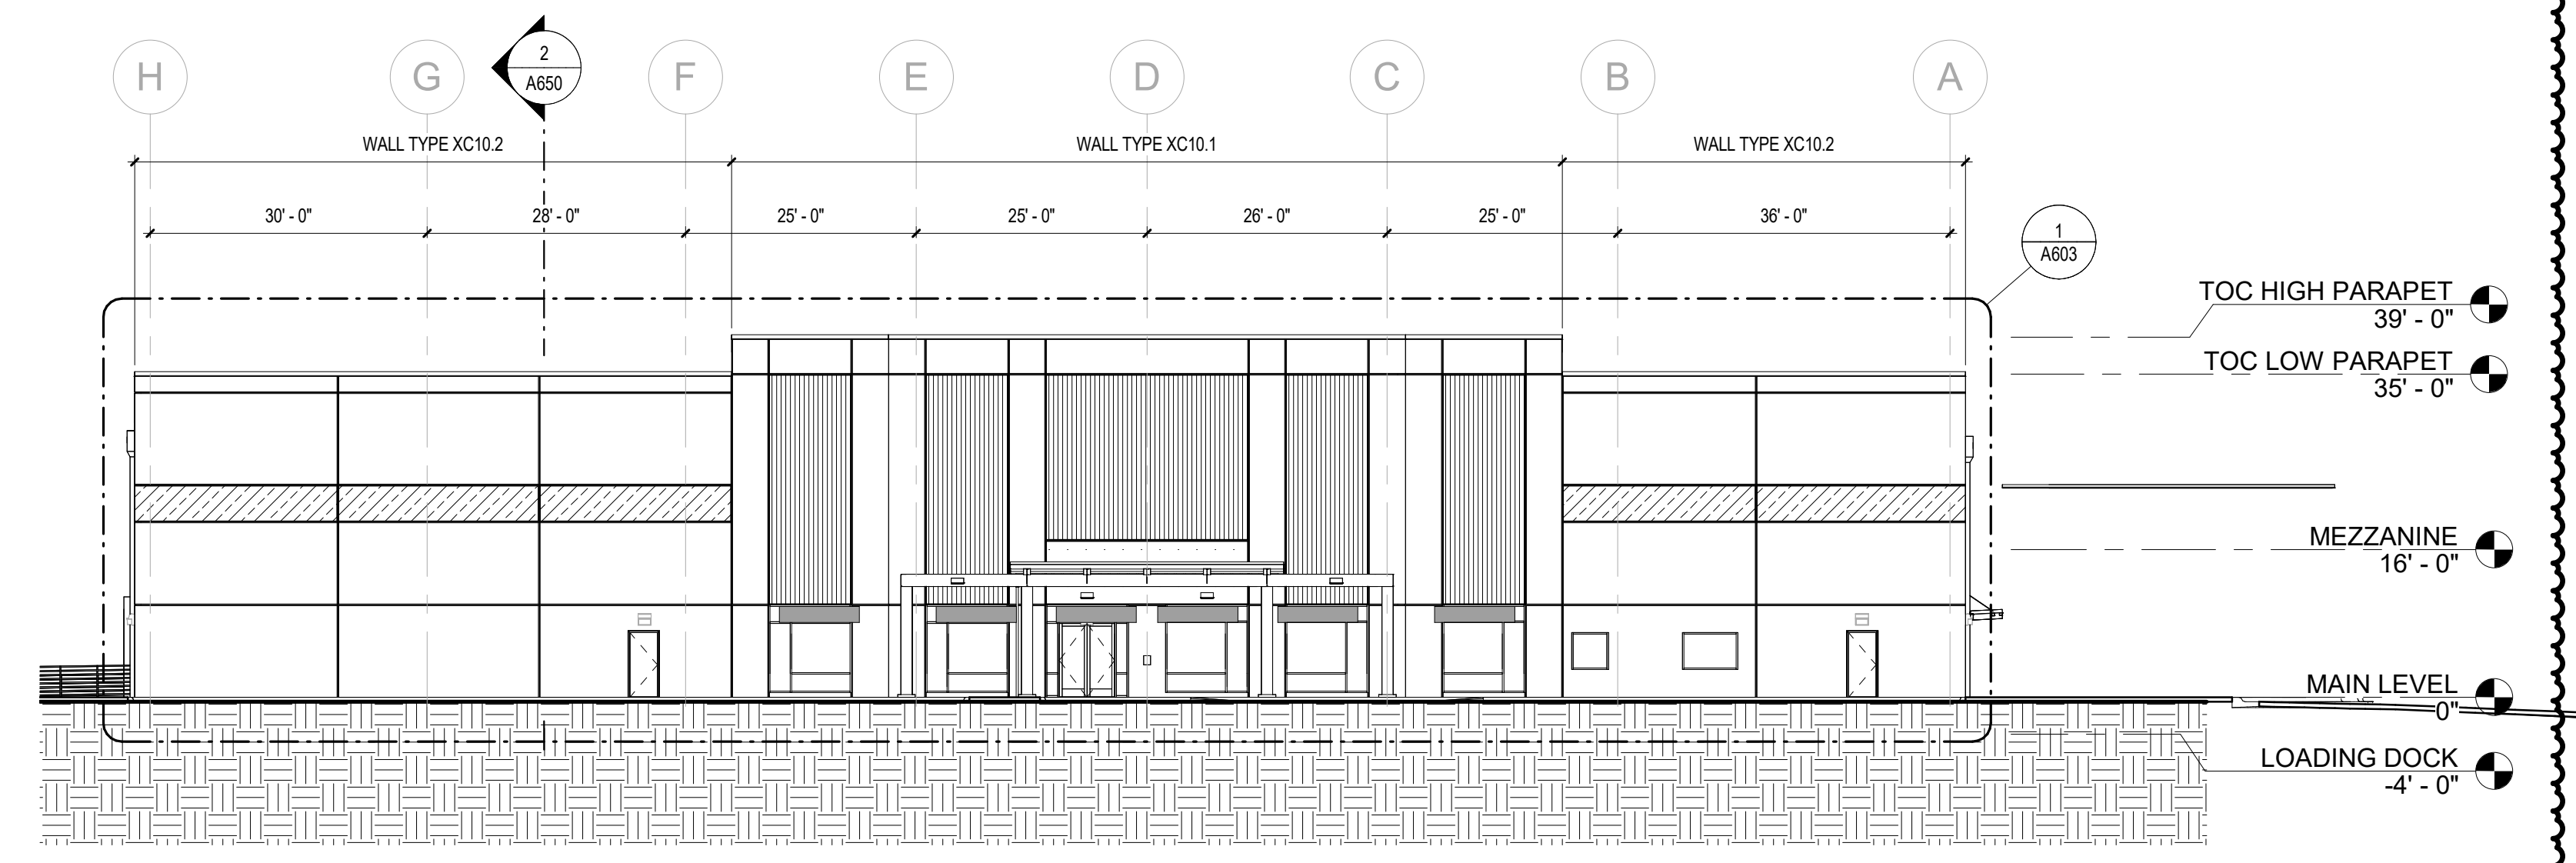 2
A650
H
G
F
E
D
C
B
A
WALL TYPE XC10.2
WALL TYPE XC10.1
WALL TYPE XC10.2
30' - 0"
28' - 0"
25' - 0"
25' - 0"
26' - 0"
25' - 0"
36' - 0"
1
A603
TOC HIGH PARAPET
39' - 0"
TOC LOW PARAPET
35' - 0"
MEZZANINE
16' - 0"
MAIN LEVEL
0"
LOADING DOCK
-4' - 0"